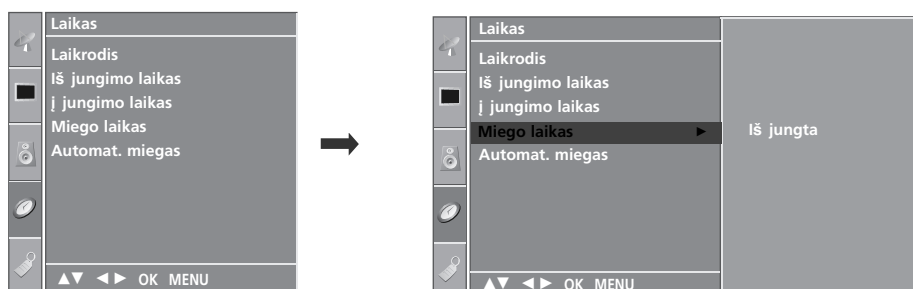 Laikas
Laikrodis
Iš jungimo laikas
į jungimo laikas
Miego laikas
Automat. miegas
▲▼ ◄► OK MENU
Laikas
Laikrodis
Iš jungimo laikas
į jungimo laikas
Miego laikas ►
Automat. miegas
▲▼ ◄► OK MENU
Iš jungta